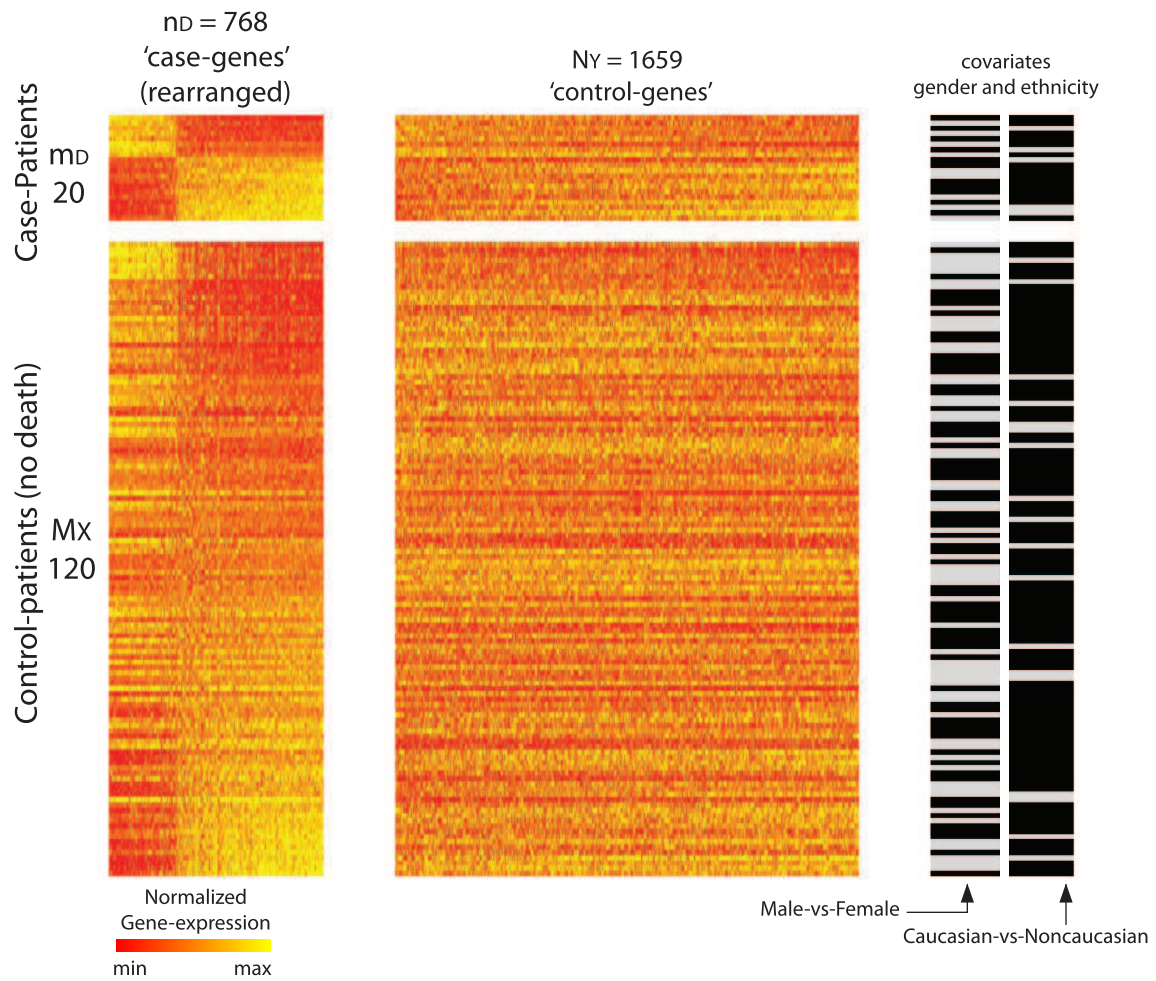 nD = 768
‘case-genes’
(rearranged)
NY = 1659
‘control-genes’
covariates
gender and ethnicity
Case-Patients
mD
20
Control-patients (no death)
MX
120
Normalized
Gene-expression
min max
Male-vs-Female
Caucasian-vs-Noncaucasian